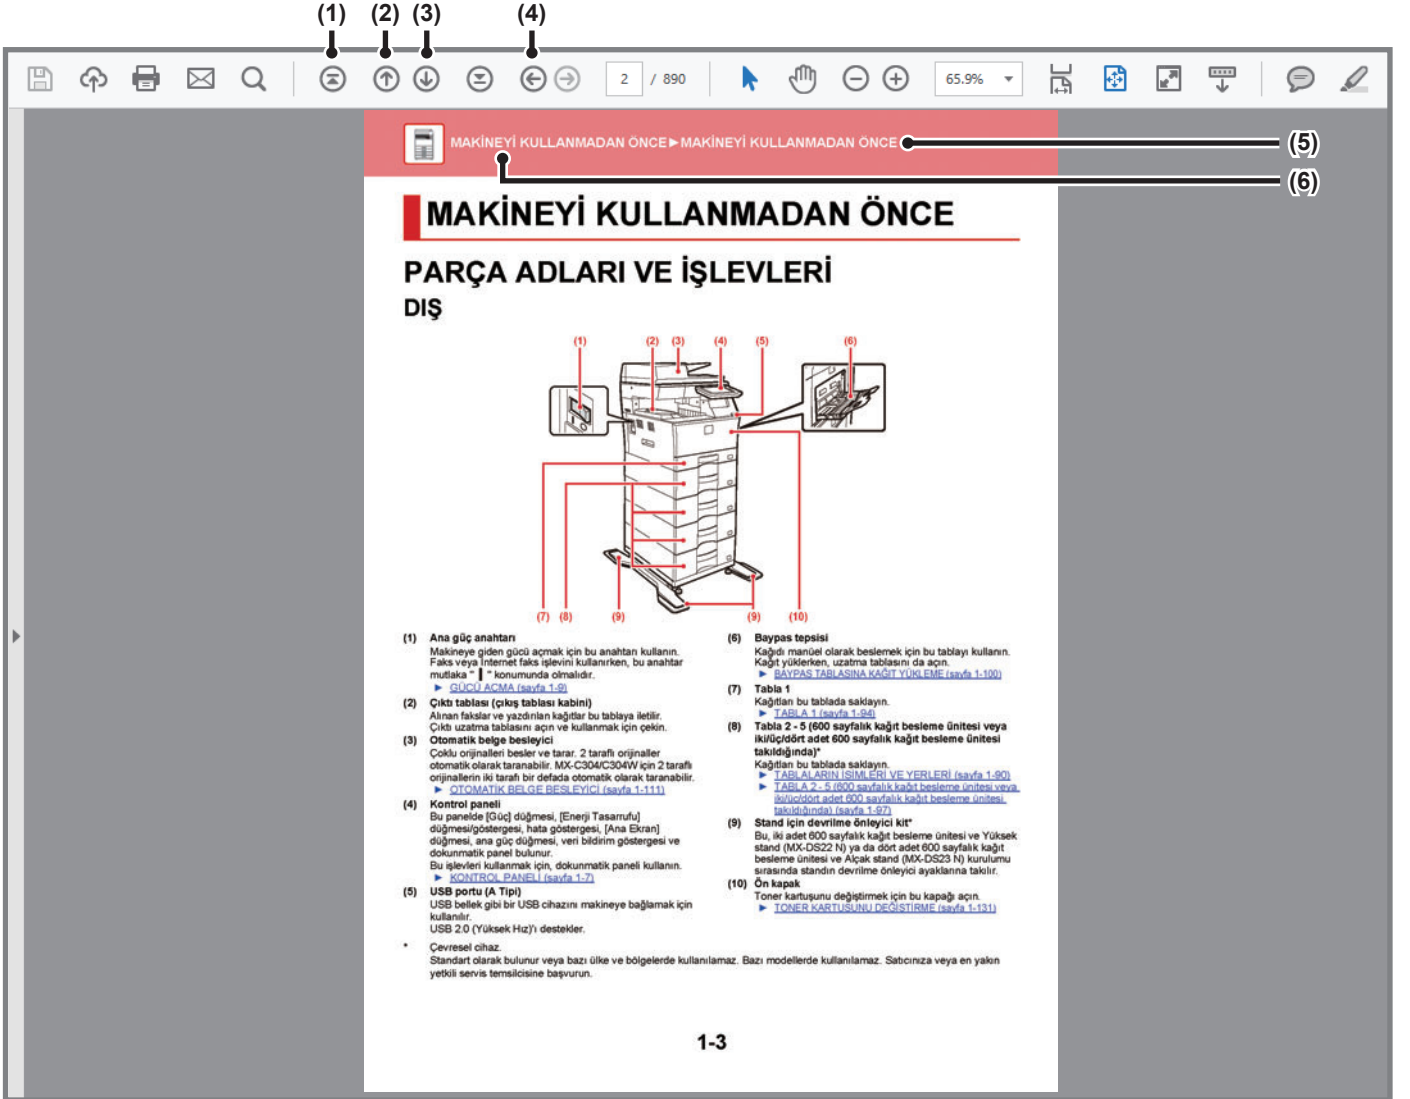 (1) (2) (3) (4)
2 / 890 65.9%
MAKİNEYİ KULLANMADAN ÖNCE►MAKİNEYİ KULLANMADAN ÖNCE
(5)
(6)
MAKİNEYİ KULLANMADAN ÖNCE
PARÇA ADLARI VE İŞLEVLERİ
DIŞ
(1) (2) (3) (4) (5) (6)
(7) (8) (9) (9) (10)
(1) Ana güç anahtarı
Makineye giden gücü açmak için bu anahtarı kullanın.
Faks veya Internet faks işlevini kullanırken, bu anahtar
mutlaka " ┃ " konumunda olmalıdır.
► GÜCÜ AÇMA (sayfa 1-9)
(2) Çıktı tablası (çıkış tablası kabini)
Alınan fakslar ve yazdırılan kağıtlar bu tablaya iletilir.
Çıktı uzatma tablasını açın ve kullanmak için çekin.
(3) Otomatik belge besleyici
Çoklu orijinalleri besler ve tarar. 2 taraflı orijinaller
otomatik olarak taranabilir. MX-C304/C304W için 2 taraflı
orijinallerin iki tarafı bir defada otomatik olarak taranabilir.
► OTOMATİK BELGE BESLEYİCİ (sayfa 1-111)
(4) Kontrol paneli
Bu panelde [Güç] düğmesi, [Enerji Tasarrufu]
düğmesi/göstergesi, hata göstergesi, [Ana Ekran]
düğmesi, ana güç düğmesi, veri bildirim göstergesi ve
dokunmatik panel bulunur.
Bu işlevleri kullanmak için, dokunmatik paneli kullanın.
► KONTROL PANELİ (sayfa 1-7)
(5) USB portu (A Tipi)
USB bellek gibi bir USB cihazını makineye bağlamak için
kullanılır.
USB 2.0 (Yüksek Hız)'ı destekler.
(6) Baypas tepsisi
Kağıdı manüel olarak beslemek için bu tablayı kullanın.
Kağıt yüklerken, uzatma tablasını da açın.
► BAYPAS TABLASINA KAĞIT YÜKLEME (sayfa 1-100)
(7) Tabla 1
Kağıtları bu tablada saklayın.
► TABLA 1 (sayfa 1-94)
(8) Tabla 2 - 5 (600 sayfalık kağıt besleme ünitesi veya
iki/üç/dört adet 600 sayfalık kağıt besleme ünitesi
takıldığında)*
Kağıtları bu tablada saklayın.
► TABLALARIN İSİMLERİ VE YERLERİ (sayfa 1-90)
► TABLA 2 - 5 (600 sayfalık kağıt besleme ünitesi veya
iki/üç/dört adet 600 sayfalık kağıt besleme ünitesi
takıldığında) (sayfa 1-97)
(9) Stand için devrilme önleyici kit*
Bu, iki adet 600 sayfalık kağıt besleme ünitesi ve Yüksek
stand (MX-DS22 N) ya da dört adet 600 sayfalık kağıt
besleme ünitesi ve Alçak stand (MX-DS23 N) kurulumu
sırasında standın devrilme önleyici ayaklarına takılır.
(10) Ön kapak
Toner kartuşunu değiştirmek için bu kapağı açın.
► TONER KARTUŞUNU DEĞİŞTİRME (sayfa 1-131)
* Çevresel cihaz.
Standart olarak bulunur veya bazı ülke ve bölgelerde kullanılamaz. Bazı modellerde kullanılamaz. Satıcınıza veya en yakın
yetkili servis temsilcisine başvurun.
1-3